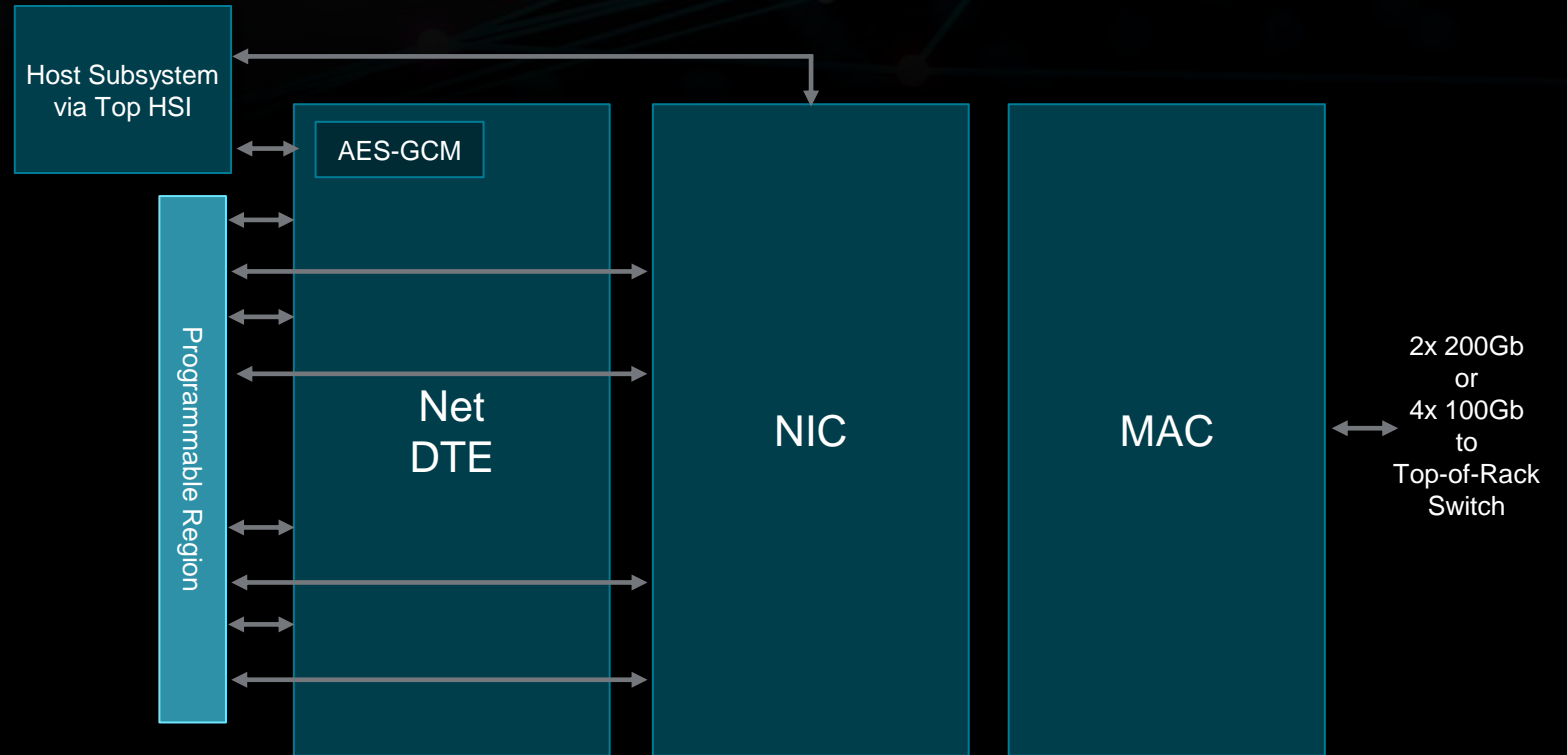 Host Subsystem
via Top HSI
AES-GCM
Programmable Region
Net
DTE
NIC
MAC
2x 200Gb
or
4x 100Gb
to
Top-of-Rack
Switch